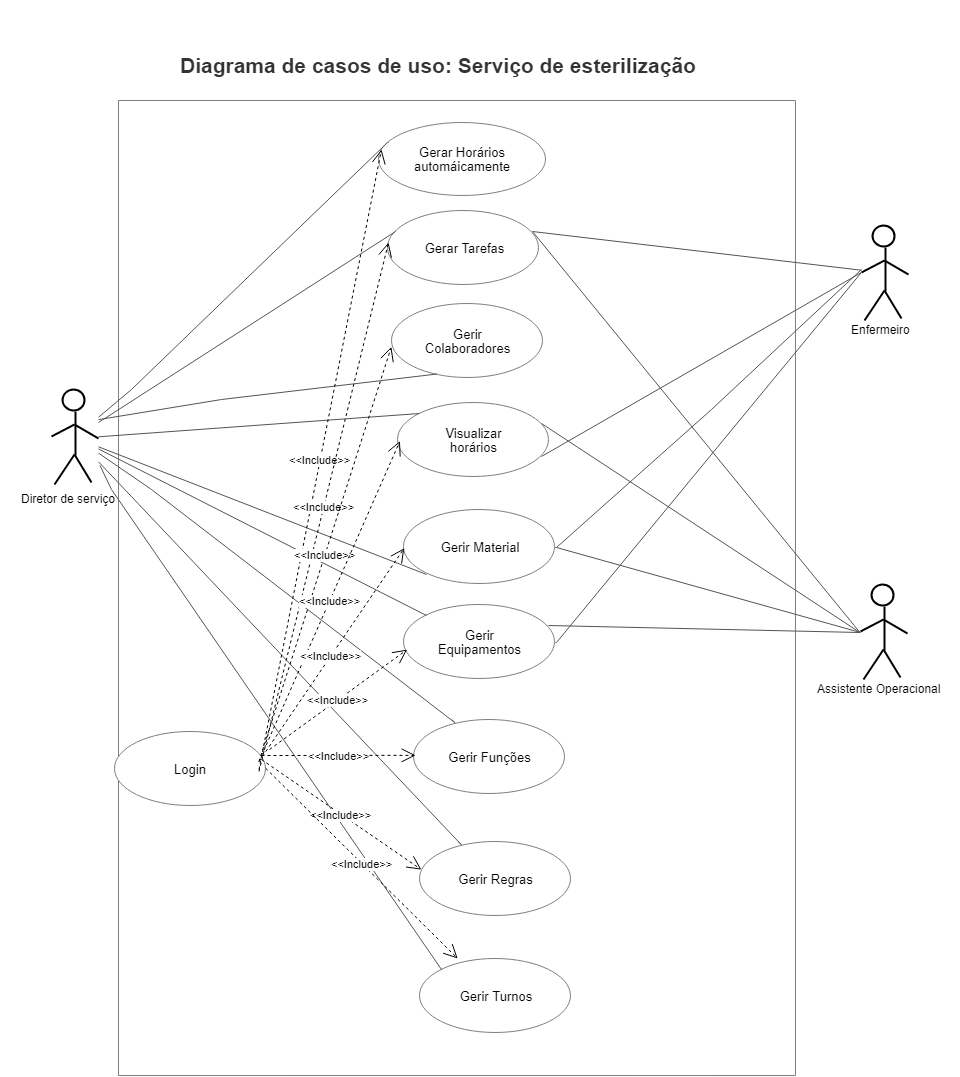 Diagrama de casos de uso: Serviço de esterilização
Gerar Horários
automáicamente
Gerar Tarefas
Enfermeiro
Gerir
Colaboradores
Visualizar
horários
<<Include>>
Diretor de serviço
<<Include>>
Gerir Material
<<Include>>
<<Include>>
Gerir
Equipamentos
<<Include>>
Assistente Operacional
<<Include>>
Gerir Funções
<<Include>>
Login
<<Include>>
<<Include>>
Gerir Regras
Gerir Turnos